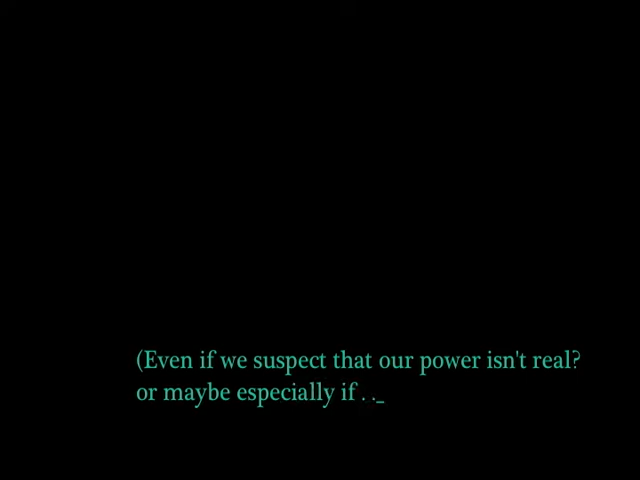 (Even if we suspect that our power isn't real?
or maybe especially if . ._